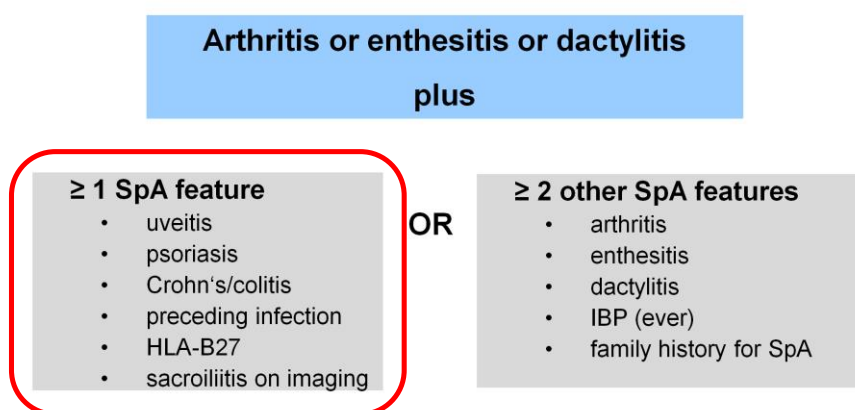 Arthritis or enthesitis or dactylitis
plus
≥ 1 SpA feature
• uveitis
• psoriasis
• Crohn‘s/colitis
• preceding infection
• HLA-B27
• sacroiliitis on imaging
OR
≥ 2 other SpA features
• arthritis
• enthesitis
• dactylitis
• IBP (ever)
• family history for SpA